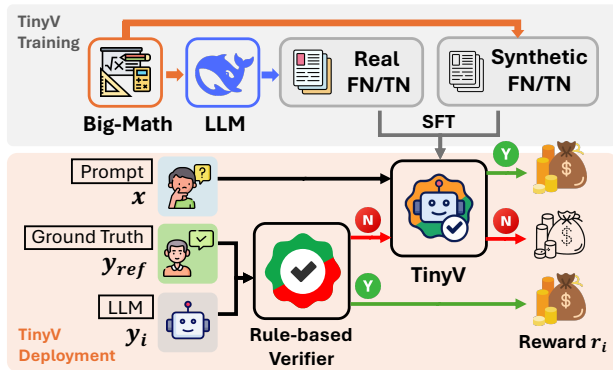 TinyV
Training
Real
FN/TN
Synthetic
FN/TN
Big-Math
LLM
SFT
Prompt
x
Y
Ground Truth
y_ref
N
N
TinyV
LLM
y_i
Y
Rule-based
Verifier
Reward r_i
TinyV
Deployment